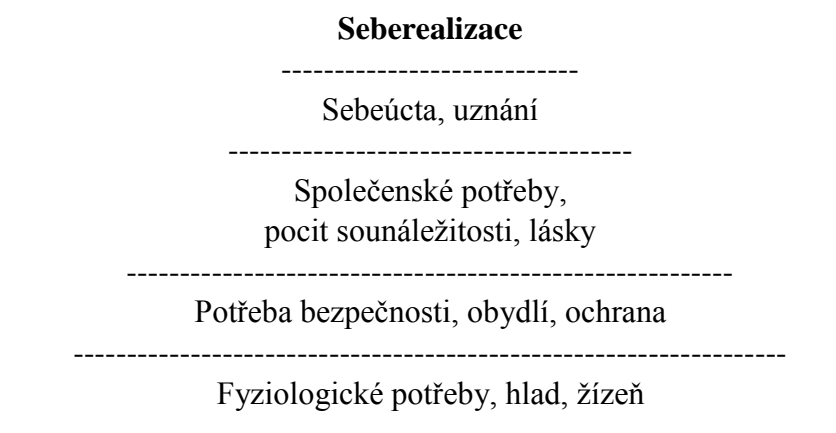 Seberealizace
----------------------------
Sebeúcta, uznání
--------------------------------------
Společenské potřeby,
pocit sounáležitosti, lásky
---------------------------------------------------------
Potřeba bezpečnosti, obydlí, ochrana
-------------------------------------------------------------------
Fyziologické potřeby, hlad, žízeň